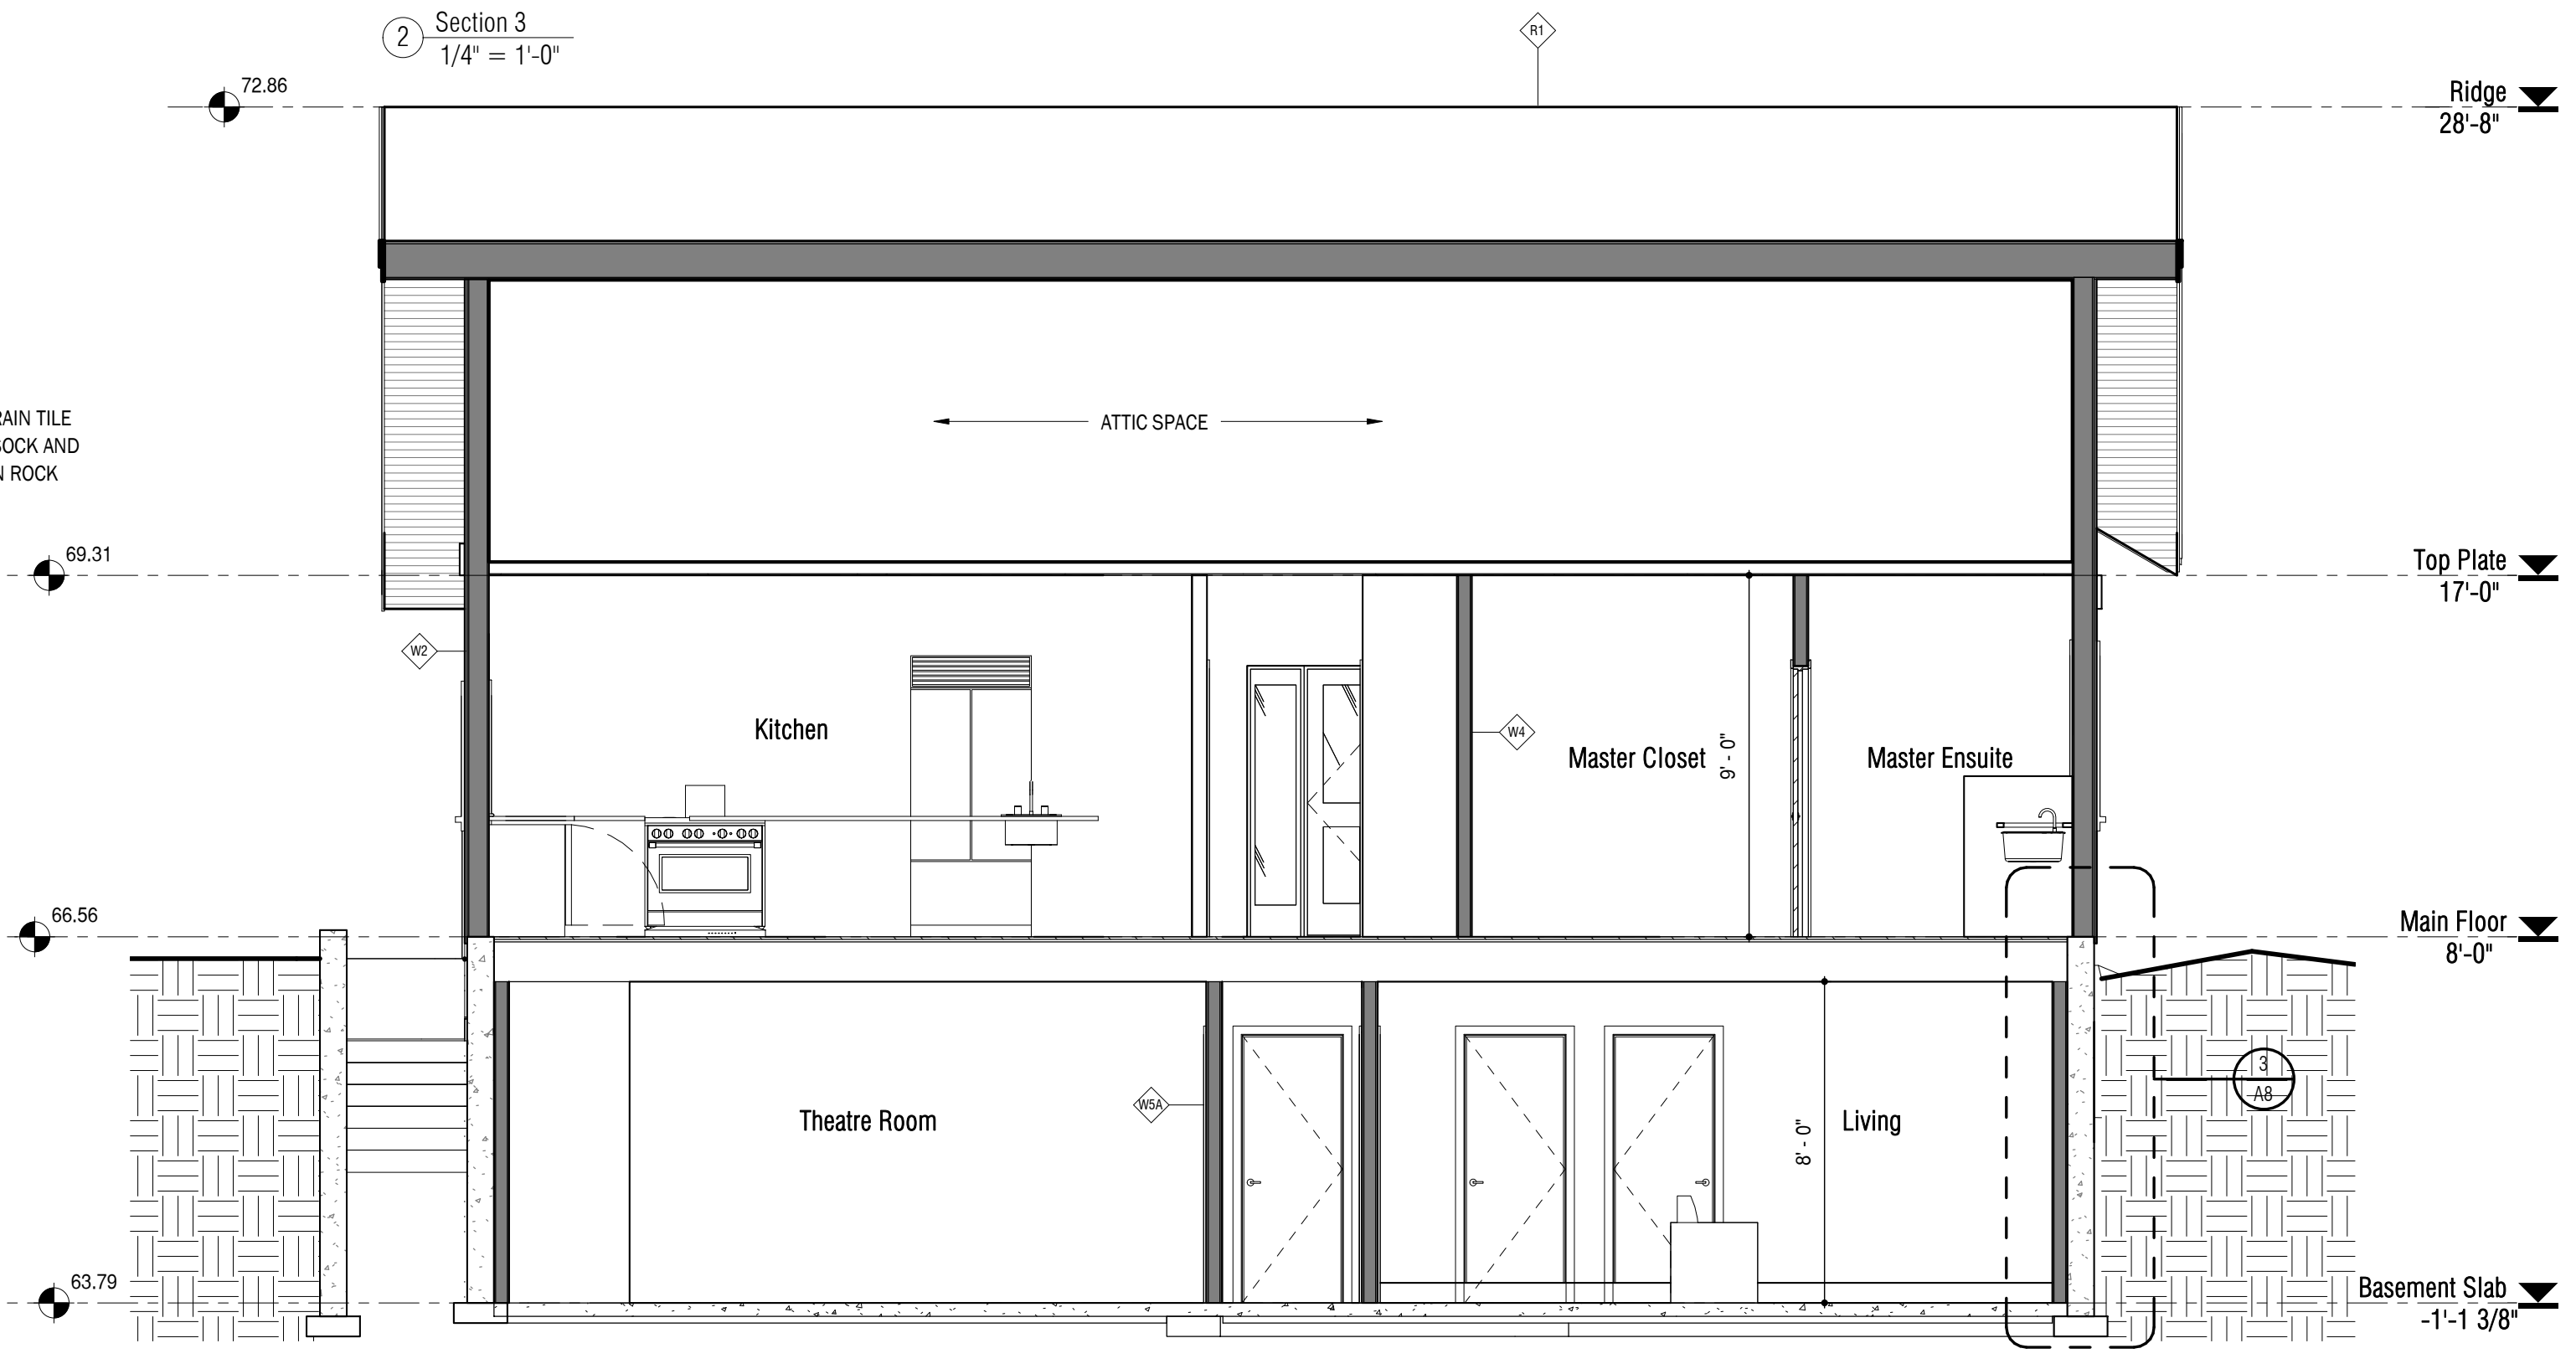 2
Section 3
1/4" = 1'-0"
R1
72.86
Ridge
28'-8"
ATTIC SPACE
RAIN TILE
SOCK AND
N ROCK
69.31
Top Plate
17'-0"
W2
Kitchen
W4
Master Closet
9' - 0"
Master Ensuite
66.56
Main Floor
8'-0"
3
A8
W5A
Theatre Room
8' - 0"
Living
63.79
Basement Slab
-1'-1 3/8"